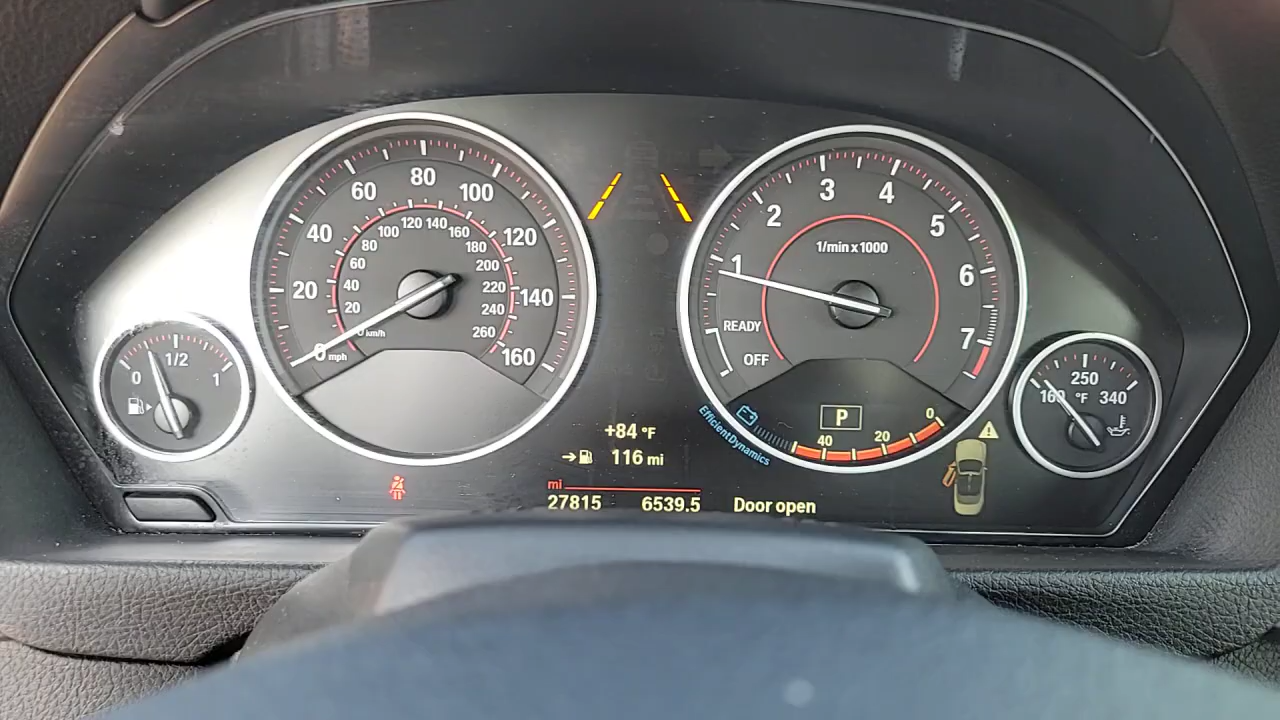 0 20 40 60 80 100 120 140 160
mph
0 20 40 60 80 100 120 140 160 180 200 220 240 260
km/h
0 1/2 1
1 2 3 4 5 6 7
1/min x 1000
READY
OFF
P
40 20 0
EfficientDynamics
160 250 340
°F
+84 °F
116 mi
mi
27815 6539.5
Door open